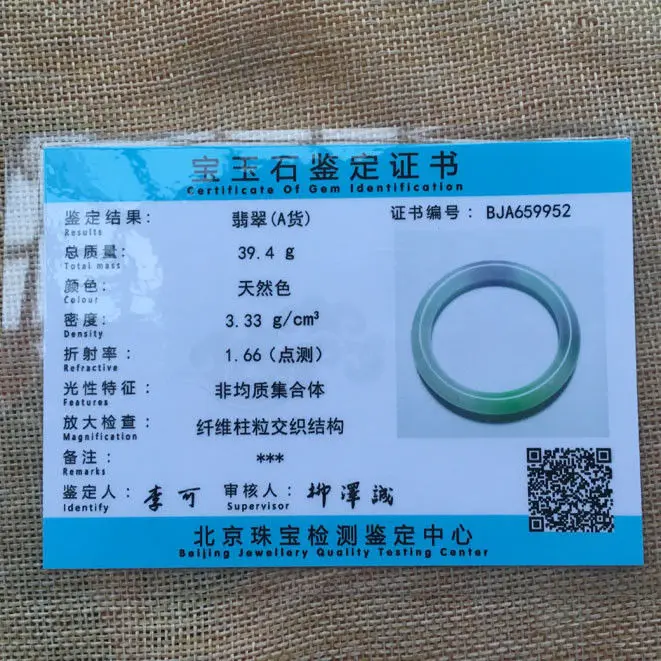 宝玉石鉴定证书
Certificate Of Gem Identification
鉴定结果: 翡翠(A货)
Results
证书编号: BJA659952
总质量: 39.4 g
Total mass
颜色: 天然色
Colour
密度: 3.33 g/cm³
Density
折射率: 1.66(点测)
Refractive
光性特征: 非均质集合体
Features
放大检查: 纤维柱粒交织结构
Magnification
备注: ***
Remarks
鉴定人: 李可 审核人: 柳澤誠
Identify Supervisor
北京珠宝检测鉴定中心
Beijing Jewellery Quality Testing Center